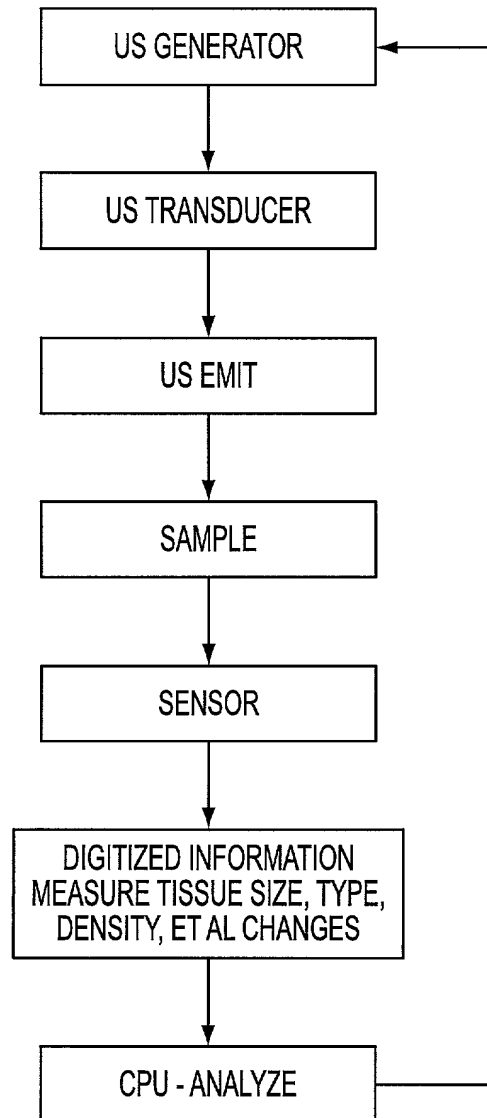 US GENERATOR
US TRANSDUCER
US EMIT
SAMPLE
SENSOR
DIGITIZED INFORMATION
MEASURE TISSUE SIZE, TYPE,
DENSITY, ET AL CHANGES
CPU - ANALYZE